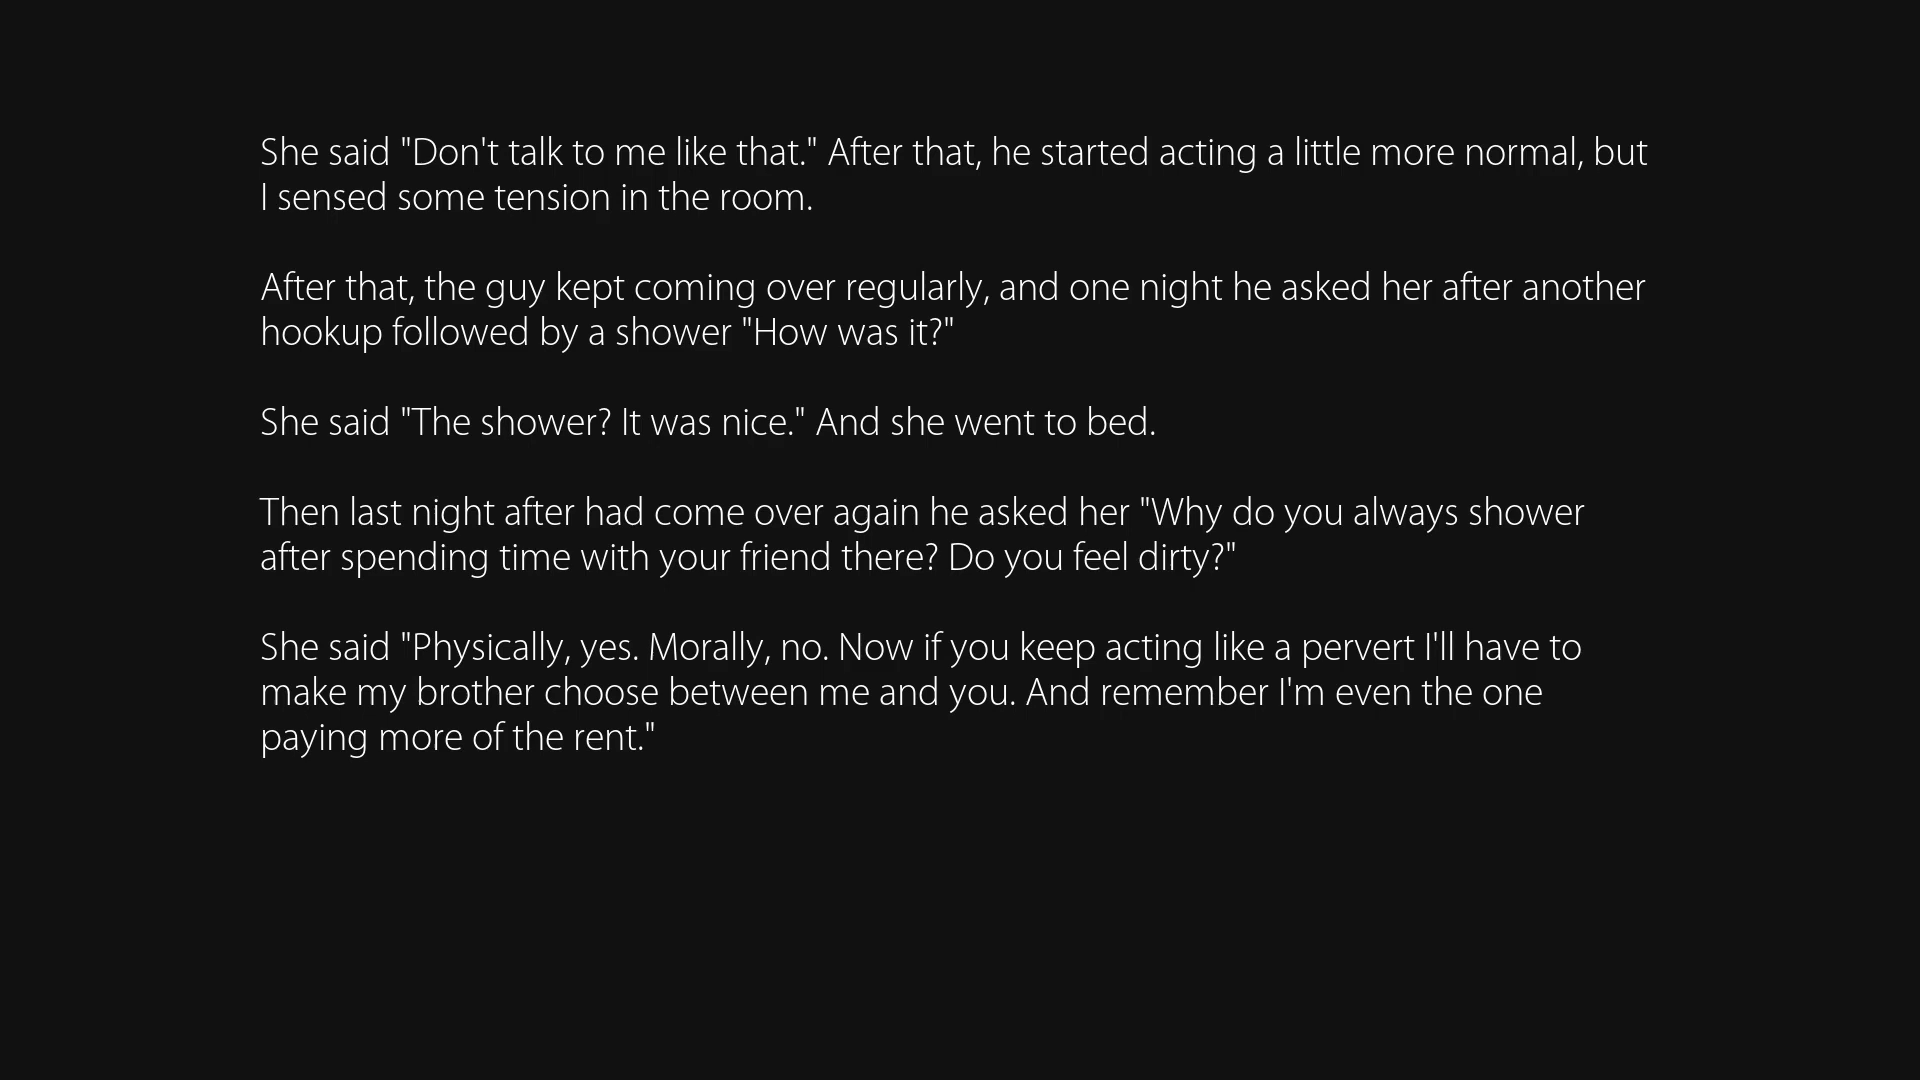 She said "Don't talk to me like that." After that, he started acting a little more normal, but
I sensed some tension in the room.
After that, the guy kept coming over regularly, and one night he asked her after another
hookup followed by a shower "How was it?"
She said "The shower? It was nice." And she went to bed.
Then last night after had come over again he asked her "Why do you always shower
after spending time with your friend there? Do you feel dirty?"
She said "Physically, yes. Morally, no. Now if you keep acting like a pervert I'll have to
make my brother choose between me and you. And remember I'm even the one
paying more of the rent."